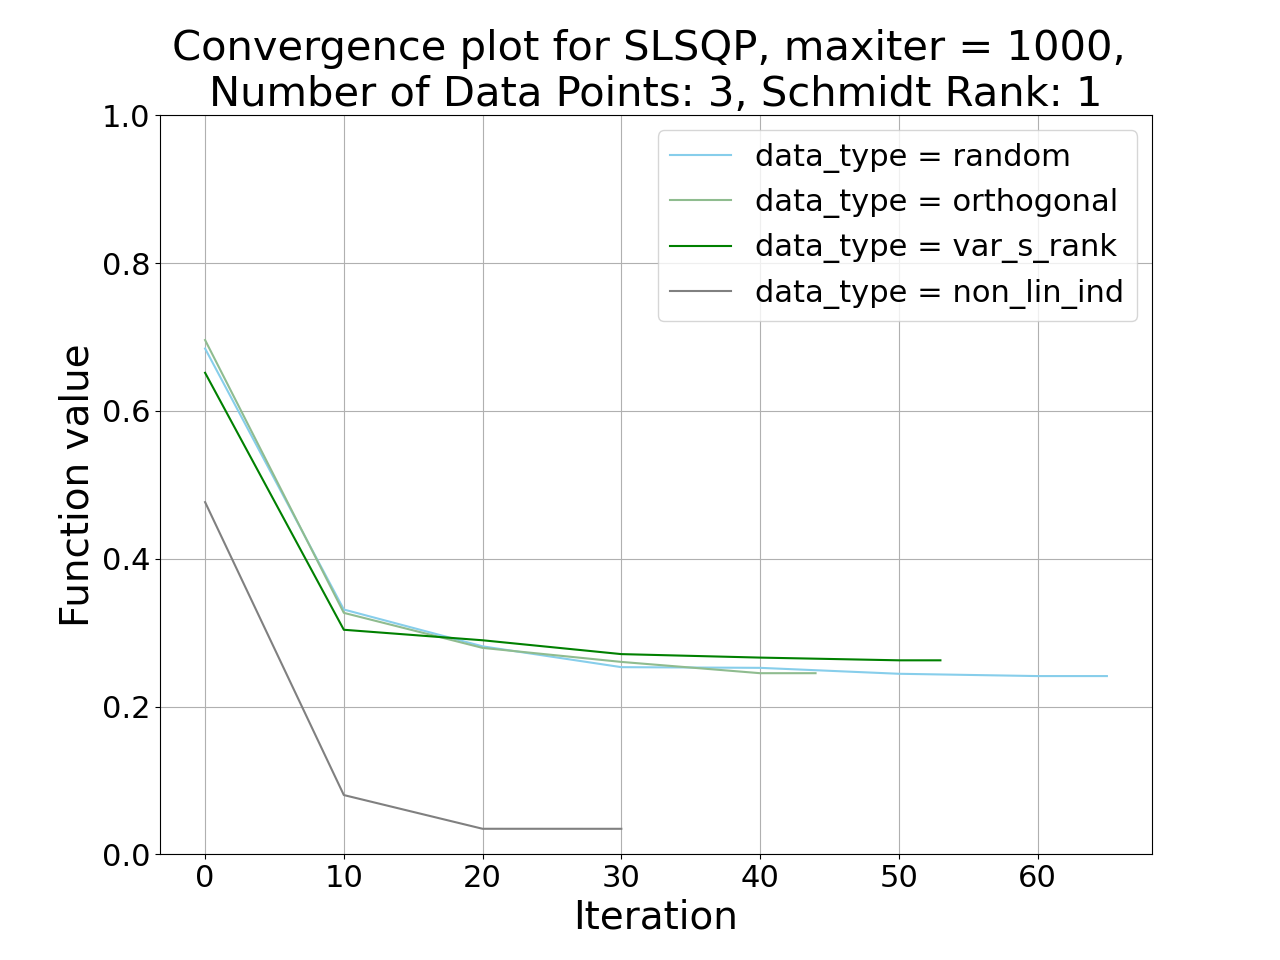 Convergence plot for SLSQP, maxiter = 1000,
Number of Data Points: 3, Schmidt Rank: 1
1.0
data_type = random
data_type = orthogonal
data_type = var_s_rank
data_type = non_lin_ind
0.8
0.6
0.4
0.2
0.0
Function value
0 10 20 30 40 50 60
Iteration